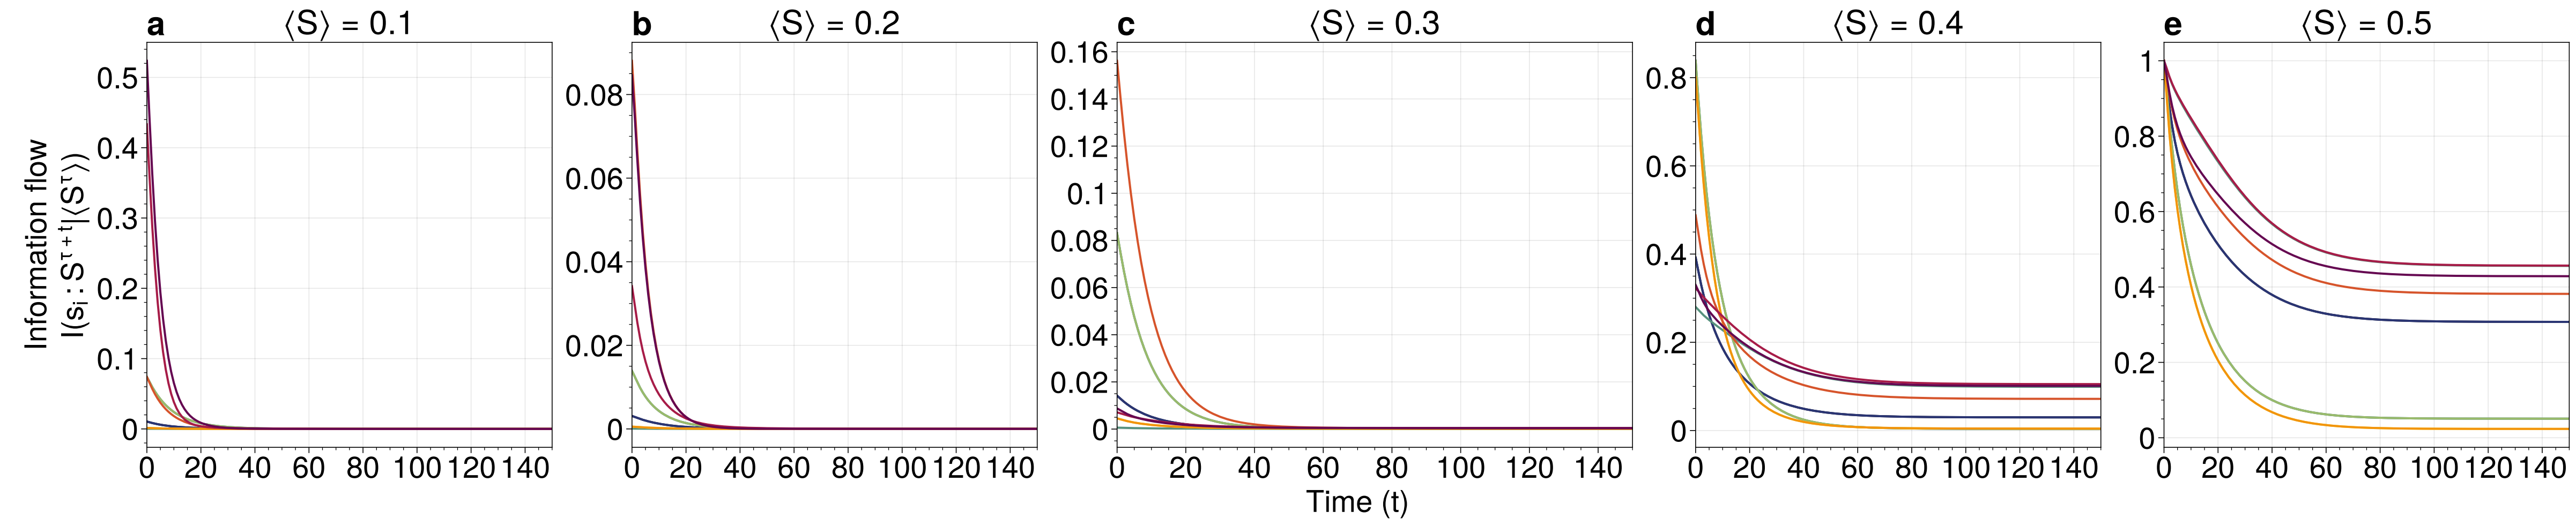 a ⟨S⟩ = 0.1
b ⟨S⟩ = 0.2
c ⟨S⟩ = 0.3
d ⟨S⟩ = 0.4
e ⟨S⟩ = 0.5
Information flow
I(sᵢ : S^{τ + t}|⟨S^τ⟩)
0.5
0.4
0.3
0.2
0.1
0
0 20 40 60 80 100 120 140
0.08
0.06
0.04
0.02
0
0 20 40 60 80 100 120 140
0.16
0.14
0.12
0.1
0.08
0.06
0.04
0.02
0
0 20 40 60 80 100 120 140
0.8
0.6
0.4
0.2
0
0 20 40 60 80 100 120 140
1
0.8
0.6
0.4
0.2
0
0 20 40 60 80 100 120 140
Time (t)